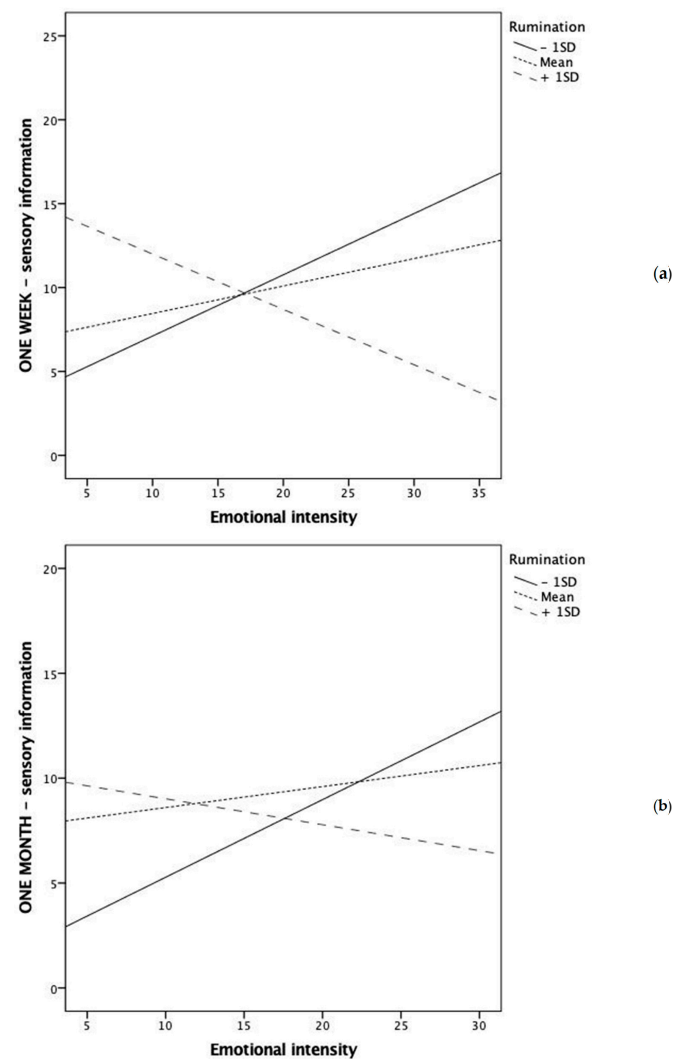 Rumination
− 1SD
Mean
+ 1SD
25
20
15
10
5
0
ONE WEEK – sensory information
5 10 15 20 25 30 35
Emotional intensity
(a)
Rumination
− 1SD
Mean
+ 1SD
20
15
10
5
0
ONE MONTH – sensory information
5 10 15 20 25 30
Emotional intensity
(b)